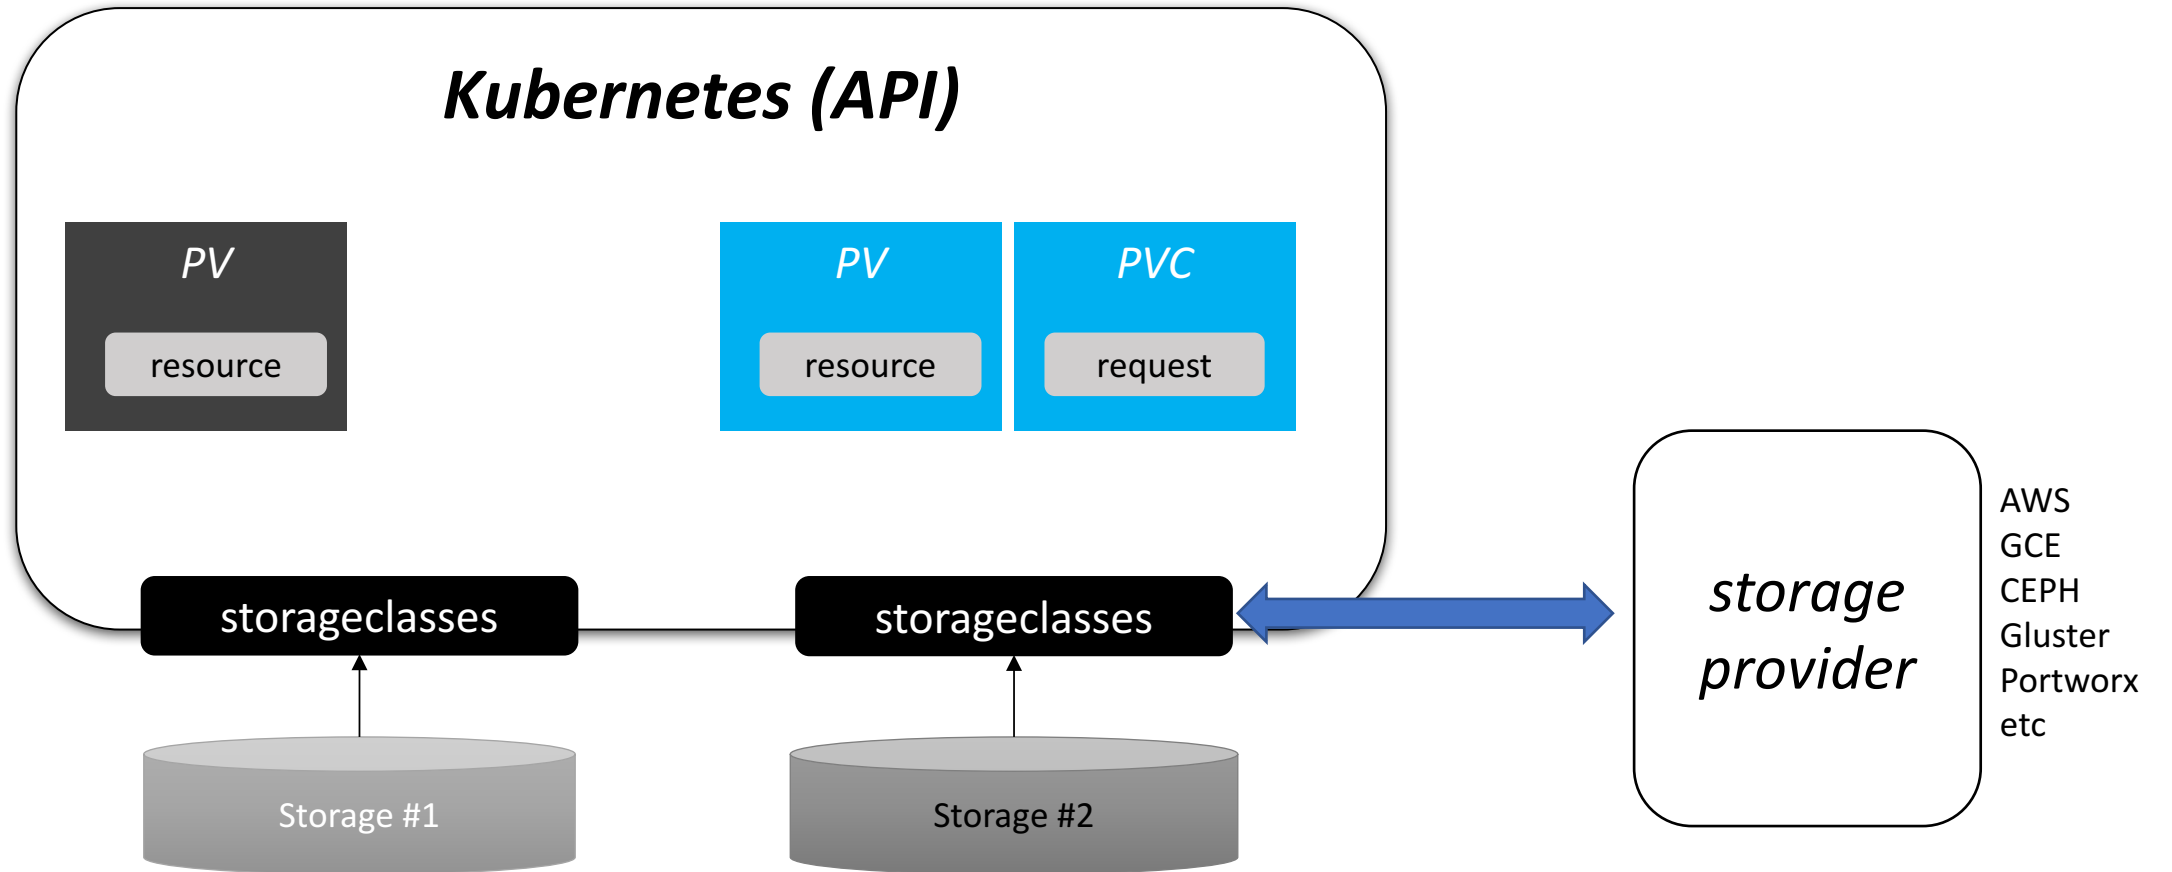 Kubernetes (API)
PV
resource
PV
resource
PVC
request
storageclasses
storageclasses
Storage #1
Storage #2
storage
provider
AWS
GCE
CEPH
Gluster
Portworx
etc